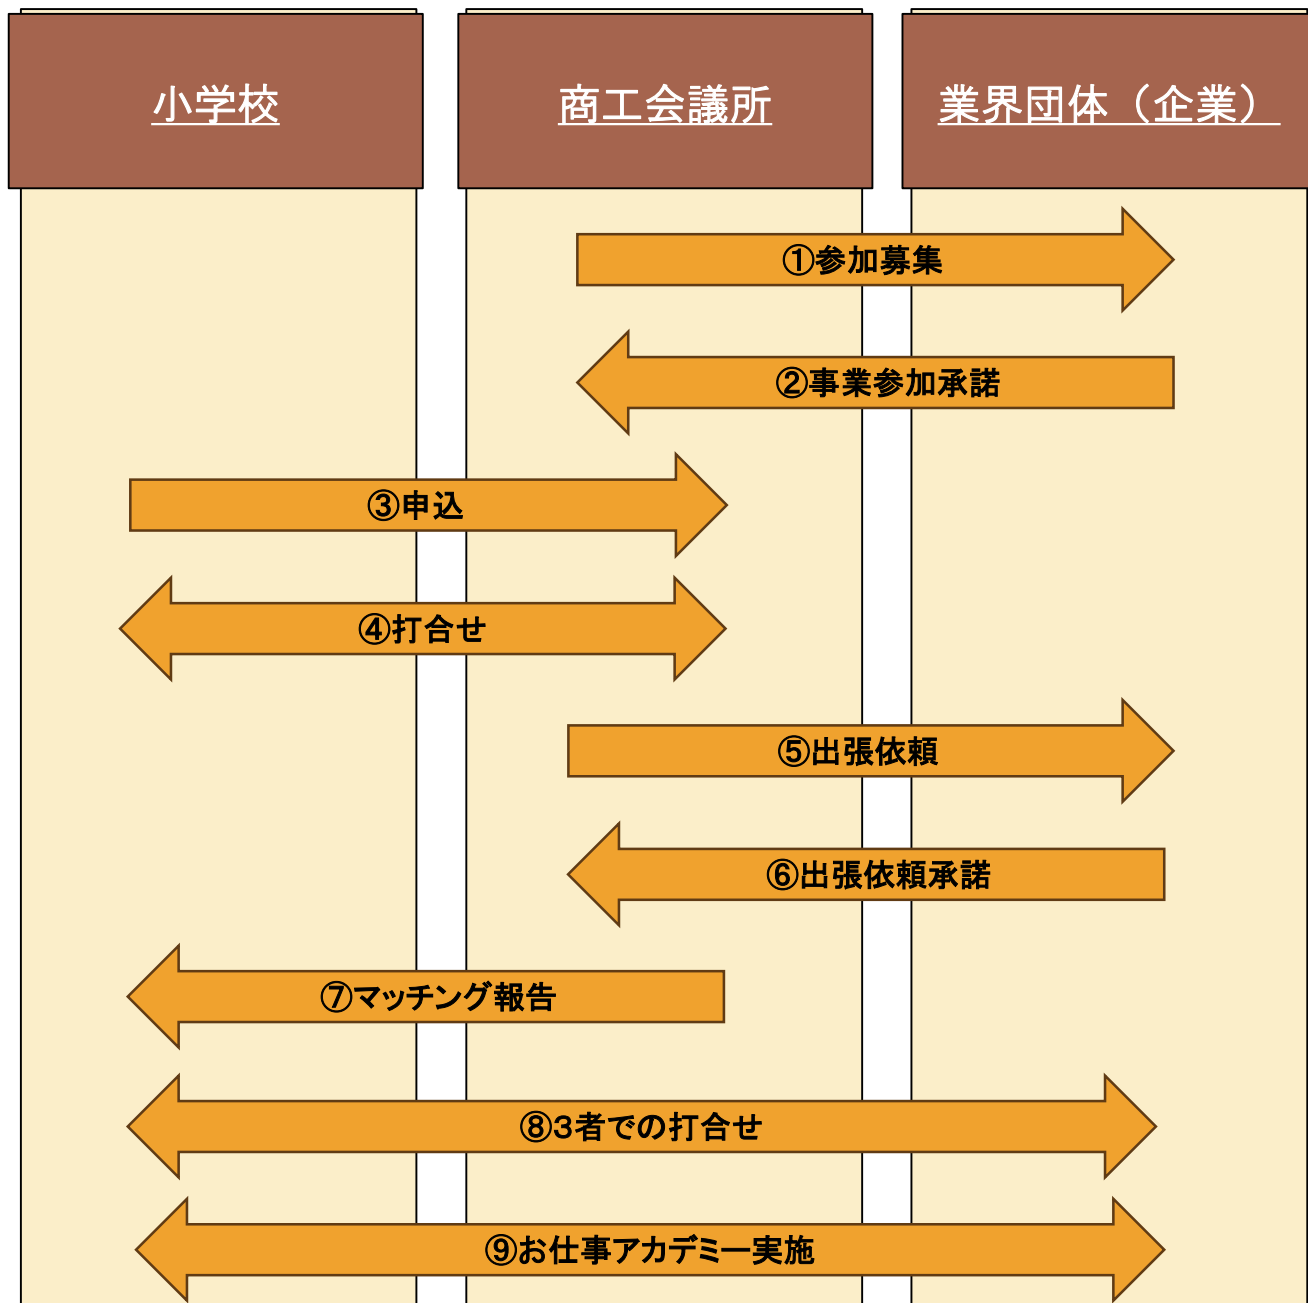 小学校
商工会議所
業界団体（企業）
①参加募集
②事業参加承諾
③申込
④打合せ
⑤出張依頼
⑥出張依頼承諾
⑦マッチング報告
⑧３者での打合せ
⑨お仕事アカデミー実施